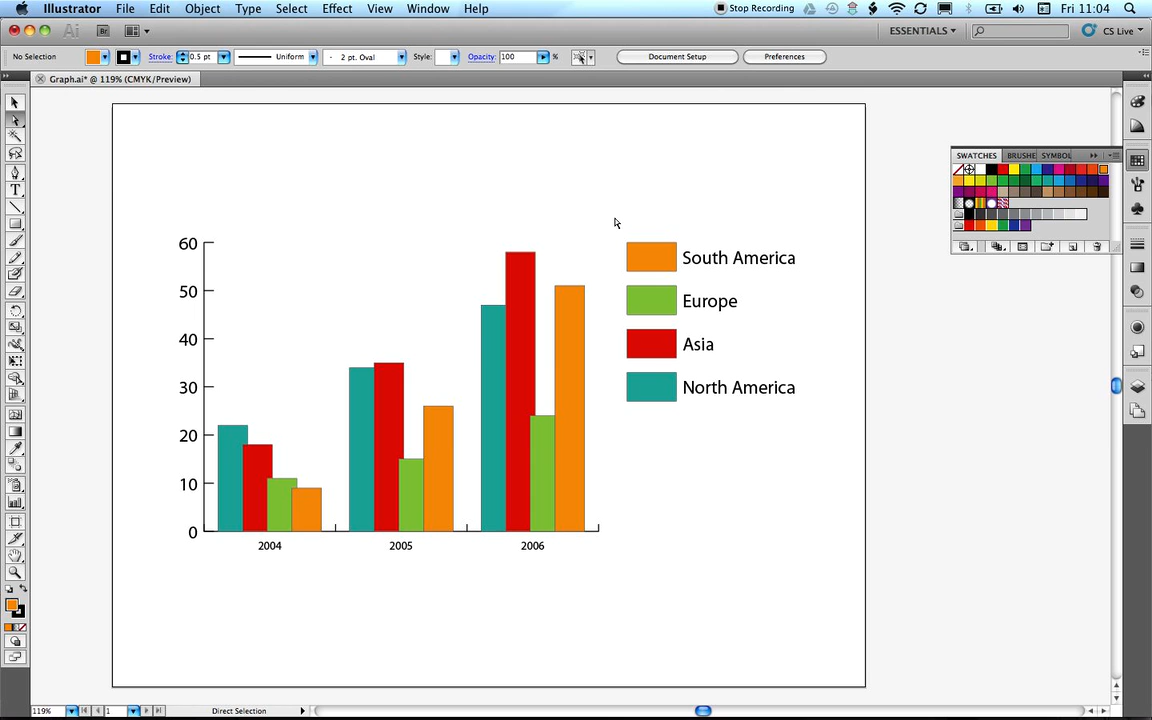 Illustrator File Edit Object Type Select Effect View Window Help Stop Recording Fri 11:04
Ai Br ESSENTIALS CS Live
No Selection Stroke: 0.5 pt Uniform 2 pt. Oval Style: Opacity: 100 % Document Setup Preferences
Graph.ai* @ 119% (CMYK/Preview)
SWATCHES BRUSHE SYMBOL
60
50
40
30
20
10
0
2004 2005 2006
South America
Europe
Asia
North America
119% 1 Direct Selection